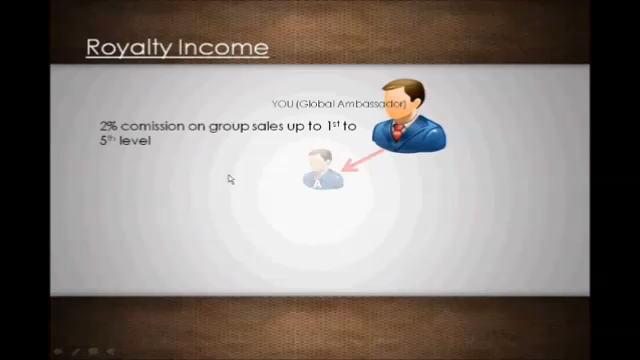 Royalty Income
YOU (Global Ambassador)
2% comission on group sales up to 1st to
5th level
A